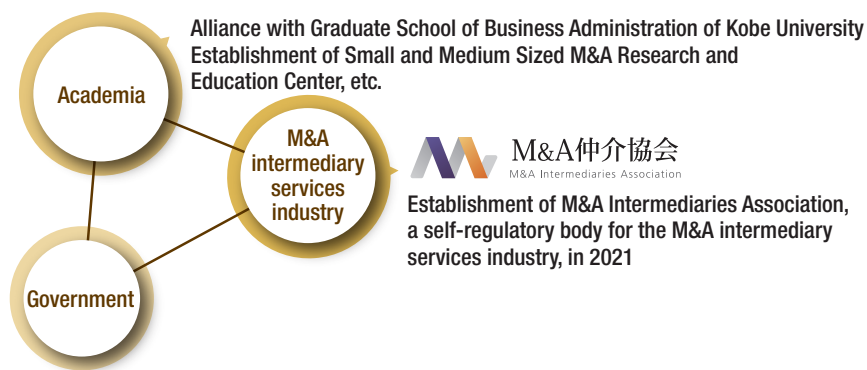 Alliance with Graduate School of Business Administration of Kobe University
Establishment of Small and Medium Sized M&A Research and
Education Center, etc.
Academia
M&A
intermediary
services
industry
M&A仲介協会
M&A Intermediaries Association
Establishment of M&A Intermediaries Association,
a self-regulatory body for the M&A intermediary
services industry, in 2021
Government